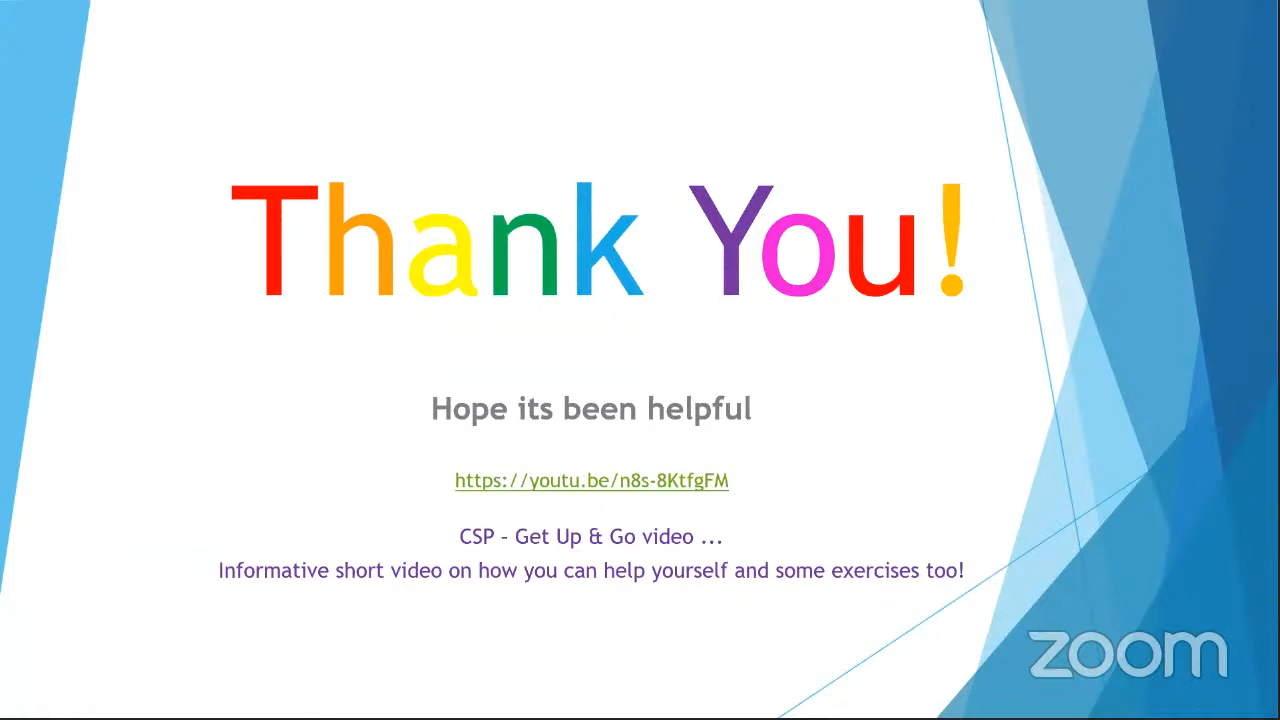 Thank You!
Hope its been helpful
https://youtu.be/n8s-8KtfgFM
CSP – Get Up & Go video ...
Informative short video on how you can help yourself and some exercises too!
zoom